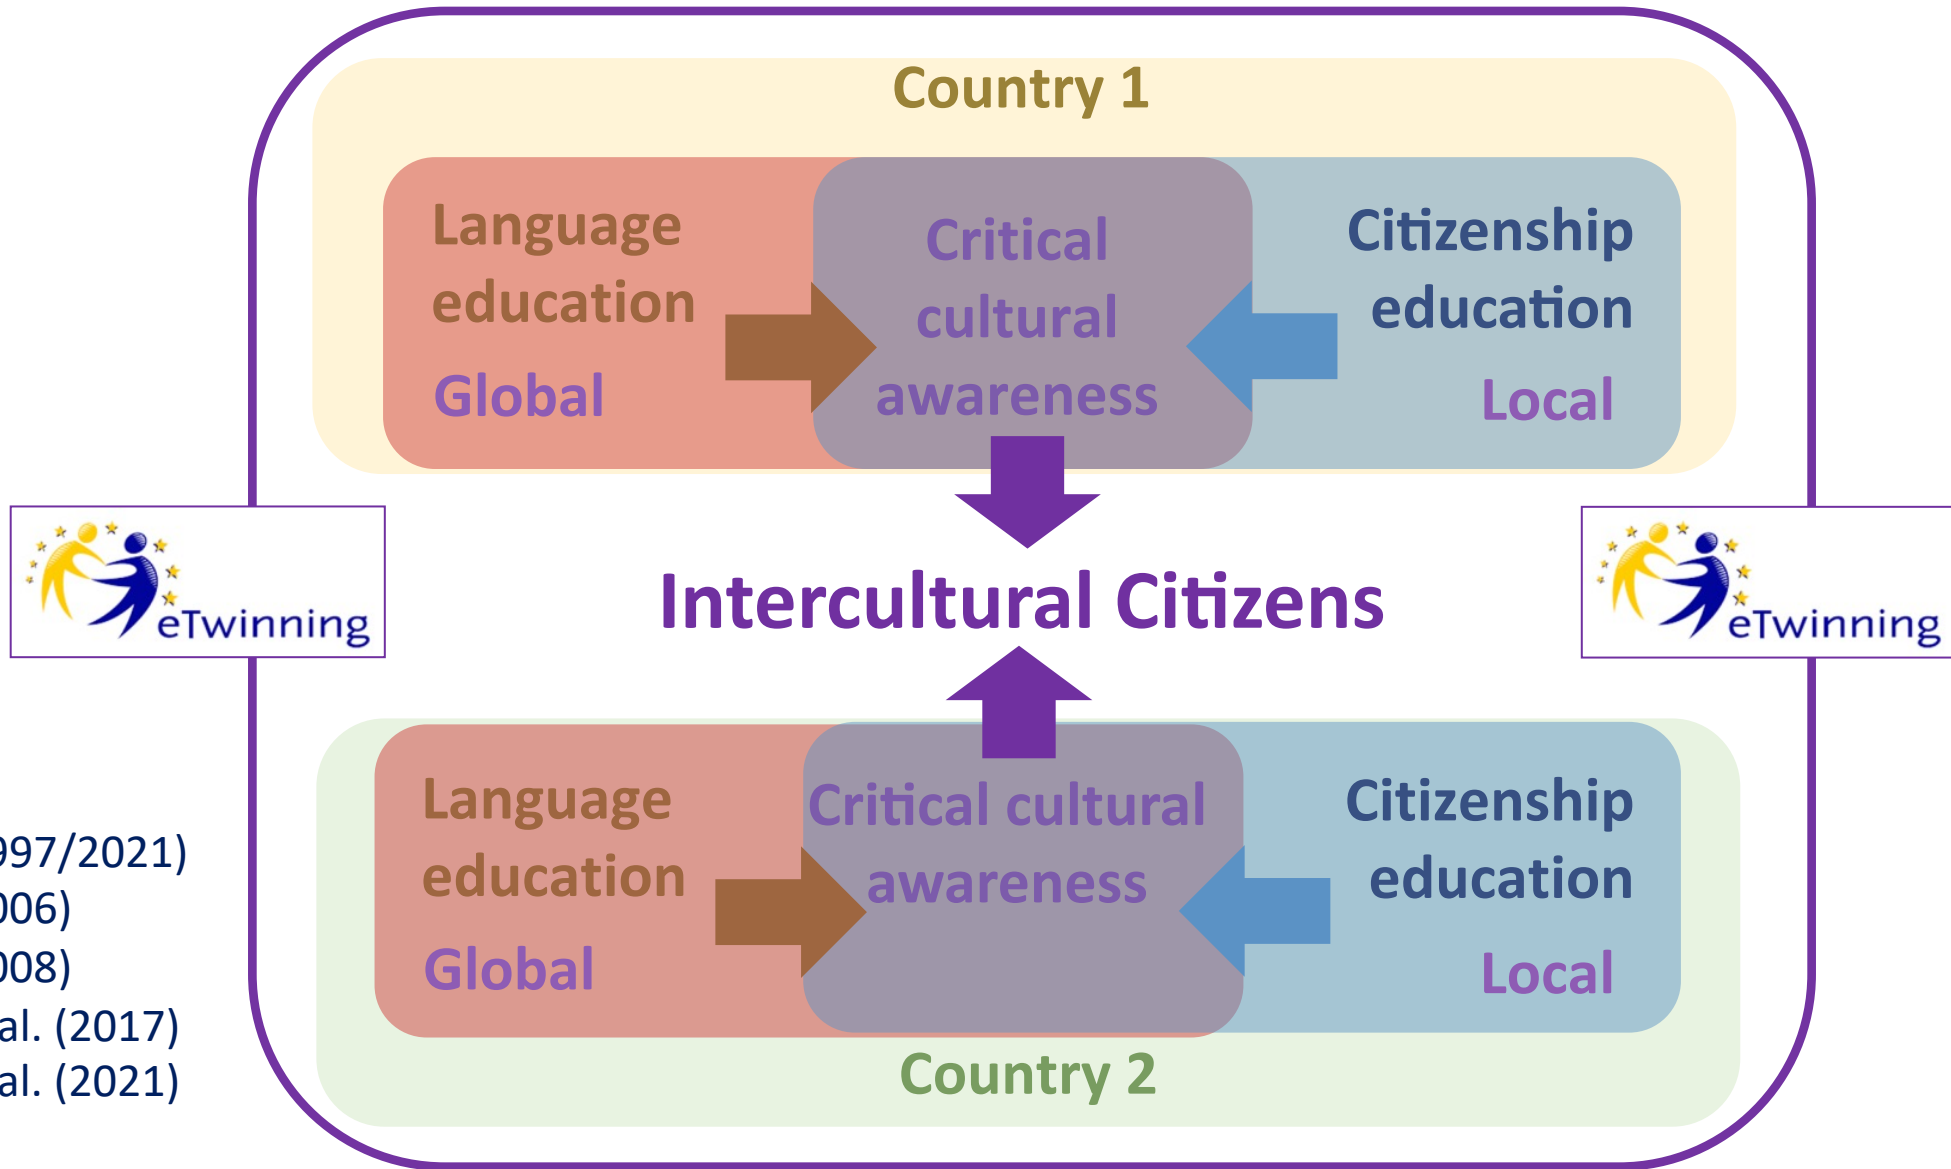 Country 1
Language
education
Global
Critical
cultural
awareness
Citizenship
education
Local
eTwinning
Intercultural Citizens
eTwinning
Language
education
Global
Critical cultural
awareness
Citizenship
education
Local
Country 2
997/2021)
006)
008)
al. (2017)
al. (2021)